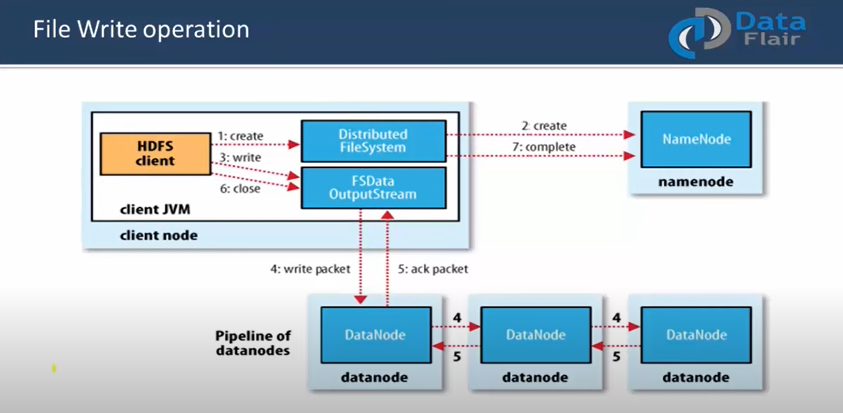 File Write operation
Data
Flair
HDFS
client
1: create
3: write
6: close
Distributed
FileSystem
FSData
OutputStream
client JVM
client node
2: create
7: complete
NameNode
namenode
4: write packet
5: ack packet
Pipeline of
datanodes
DataNode
datanode
4
5
DataNode
datanode
4
5
DataNode
datanode